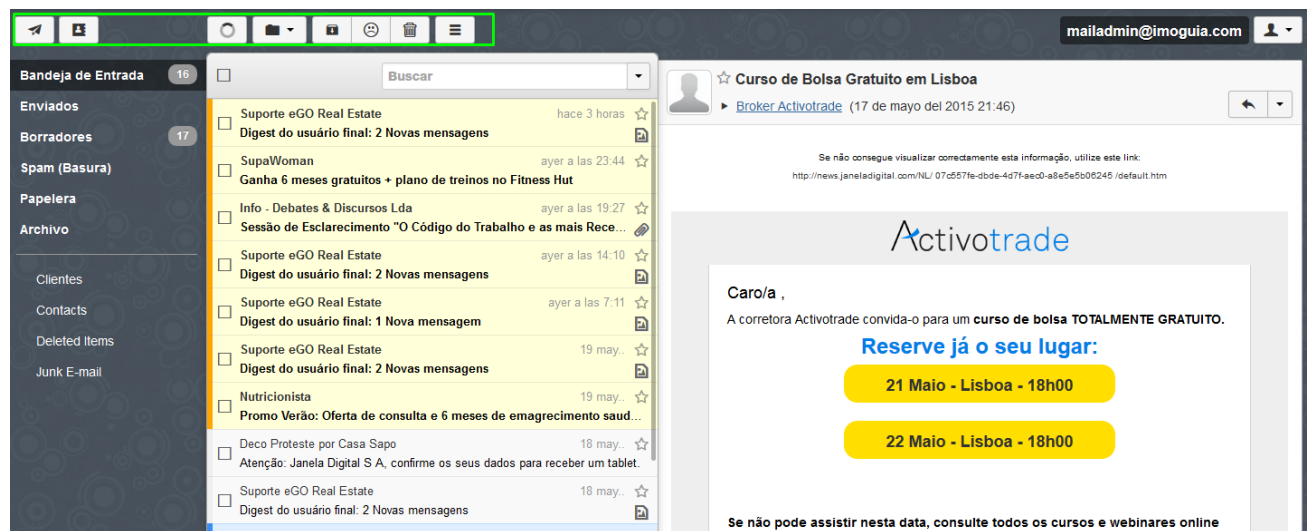 mailadmin@imoguia.com
Bandeja de Entrada 16
Enviados
Borradores 17
Spam (Basura)
Papelera
Archivo
Clientes
Contacts
Deleted Items
Junk E-mail
Buscar
Suporte eGO Real Estate hace 3 horas
Digest do usuário final: 2 Novas mensagens
SupaWoman ayer a las 23:44
Ganha 6 meses gratuitos + plano de treinos no Fitness Hut
Info - Debates & Discursos Lda ayer a las 19:27
Sessão de Esclarecimento "O Código do Trabalho e as mais Rece...
Suporte eGO Real Estate ayer a las 14:10
Digest do usuário final: 2 Novas mensagens
Suporte eGO Real Estate ayer a las 7:11
Digest do usuário final: 1 Nova mensagem
Suporte eGO Real Estate 19 may..
Digest do usuário final: 2 Novas mensagens
Nutricionista 19 may..
Promo Verão: Oferta de consulta e 6 meses de emagrecimento saud...
Deco Proteste por Casa Sapo 18 may..
Atenção: Janela Digital S A, confirme os seus dados para receber um tablet.
Suporte eGO Real Estate 18 may..
Digest do usuário final: 2 Novas mensagens
Curso de Bolsa Gratuito em Lisboa
Broker Activotrade (17 de mayo del 2015 21:46)
Se não consegue visualizar correctamente esta informação, utilize este link:
http://news.janeladigital.com/NL/ 07c557fe-dbde-4d7f-aec0-a8e5e5b06245 /default.htm
Activotrade
Caro/a ,
A corretora Activotrade convida-o para um curso de bolsa TOTALMENTE GRATUITO.
Reserve já o seu lugar:
21 Maio - Lisboa - 18h00
22 Maio - Lisboa - 18h00
Se não pode assistir nesta data, consulte todos os cursos e webinares online